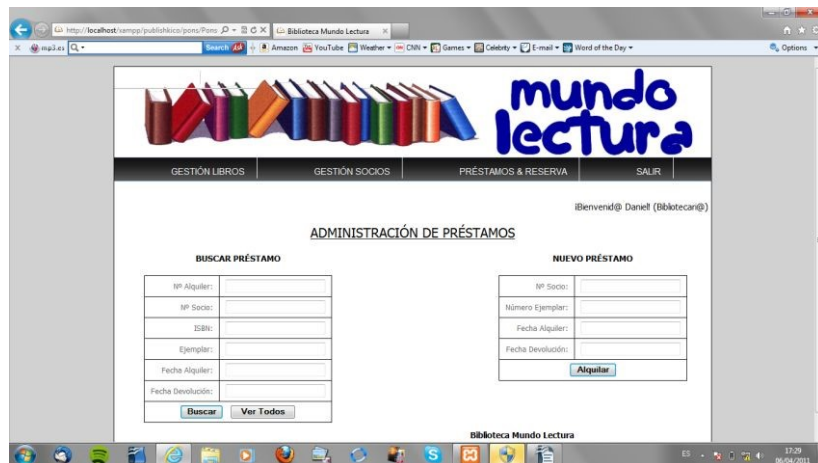 http://localhost/xampp/publishkico/pons/Pons
Biblioteca Mundo Lectura
mp3.es
Search
Amazon YouTube Weather CNN Games Celebrity E-mail Word of the Day
Options
mundo
lectura
GESTIÓN LIBROS GESTIÓN SOCIOS PRÉSTAMOS & RESERVA SALIR
¡Bienvenid@ Daniel! (Bibliotecari@)
ADMINISTRACIÓN DE PRÉSTAMOS
BUSCAR PRÉSTAMO
Nº Alquiler:
Nº Socio:
ISBN:
Ejemplar:
Fecha Alquiler:
Fecha Devolución:
Buscar Ver Todos
NUEVO PRÉSTAMO
Nº Socio:
Número Ejemplar:
Fecha Alquiler:
Fecha Devolución:
Alquilar
Biblioteca Mundo Lectura
ES
17:29
06/04/2011